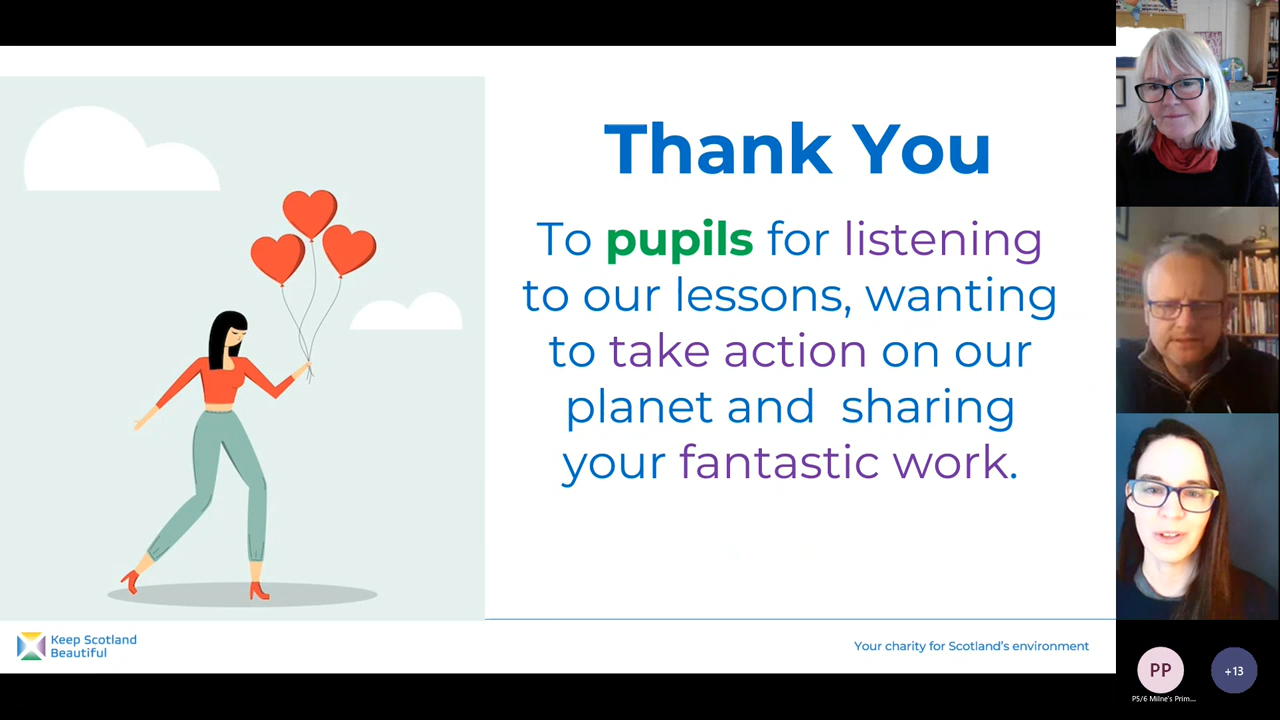 Thank You
To pupils for listening
to our lessons, wanting
to take action on our
planet and  sharing
your fantastic work.
Keep Scotland
Beautiful
Your charity for Scotland's environment
PP
+13
P5/6 Milne's Prim...